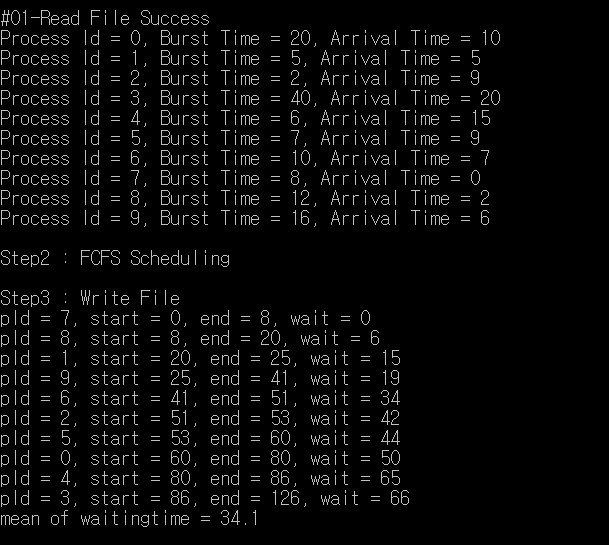 #01-Read File Success
Process Id = 0, Burst Time = 20, Arrival Time = 10
Process Id = 1, Burst Time = 5, Arrival Time = 5
Process Id = 2, Burst Time = 2, Arrival Time = 9
Process Id = 3, Burst Time = 40, Arrival Time = 20
Process Id = 4, Burst Time = 6, Arrival Time = 15
Process Id = 5, Burst Time = 7, Arrival Time = 9
Process Id = 6, Burst Time = 10, Arrival Time = 7
Process Id = 7, Burst Time = 8, Arrival Time = 0
Process Id = 8, Burst Time = 12, Arrival Time = 2
Process Id = 9, Burst Time = 16, Arrival Time = 6
Step2 : FCFS Scheduling
Step3 : Write File
pId = 7, start = 0, end = 8, wait = 0
pId = 8, start = 8, end = 20, wait = 6
pId = 1, start = 20, end = 25, wait = 15
pId = 9, start = 25, end = 41, wait = 19
pId = 6, start = 41, end = 51, wait = 34
pId = 2, start = 51, end = 53, wait = 42
pId = 5, start = 53, end = 60, wait = 44
pId = 0, start = 60, end = 80, wait = 50
pId = 4, start = 80, end = 86, wait = 65
pId = 3, start = 86, end = 126, wait = 66
mean of waitingtime = 34.1